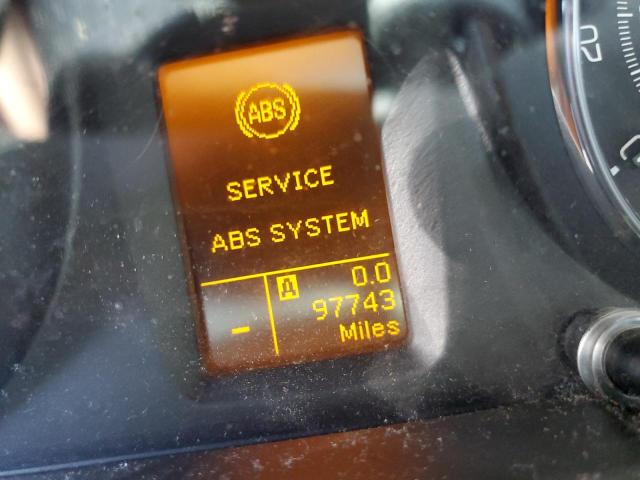 ABS
SERVICE
ABS SYSTEM
A 0.0
- 97743
Miles